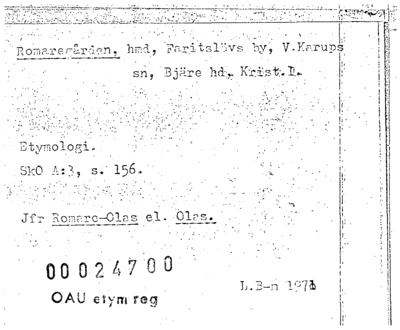 Romaregården, hmd, Faritslövs by, V.Karups
sn, Bjäre hd, Krist.l.
Etymologi.
SkO A:3, s. 156.
Jfr Romare-Olas el. Olas.
00024700
OAU etym reg
L.B-n 1971